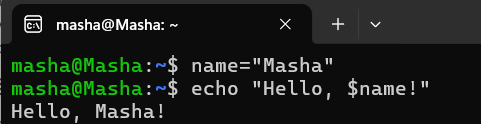 masha@Masha: ~
masha@Masha:~$ name="Masha"
masha@Masha:~$ echo "Hello, $name!"
Hello, Masha!